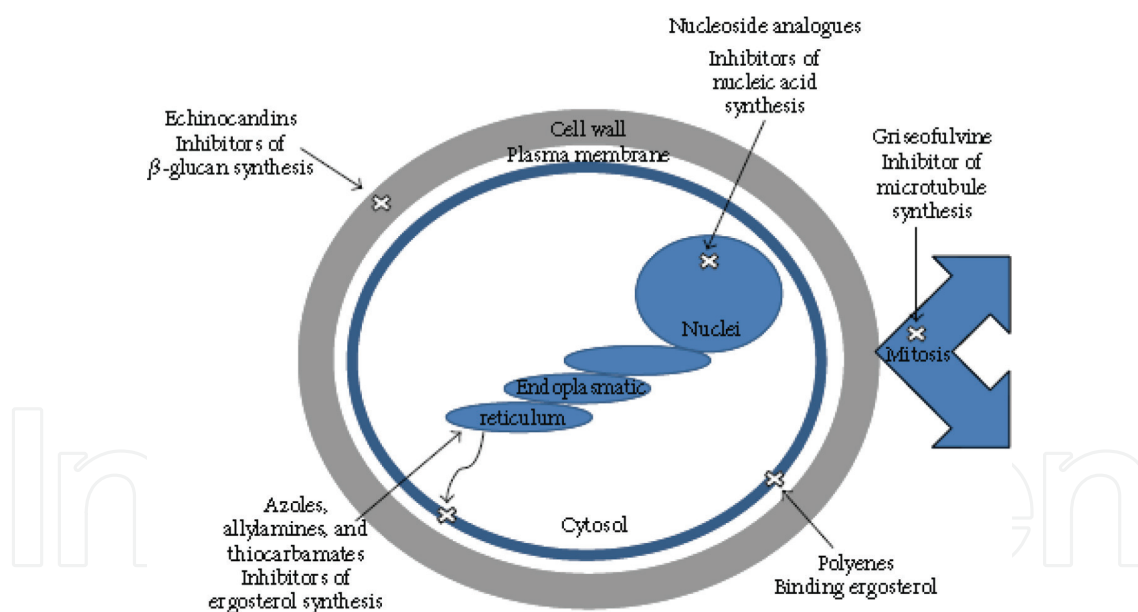 Nucleoside analogues
Inhibitors of
nucleic acid
synthesis
Echinocandins
Inhibitors of
β-glucan synthesis
Cell wall
Plasma membrane
Griseofulvine
Inhibitor of
microtubule
synthesis
Nuclei
Mitosis
Endoplasmatic
reticulum
Azoles,
allylamines, and
thiocarbamates
Inhibitors of
ergosterol synthesis
Cytosol
Polyenes
Binding ergosterol